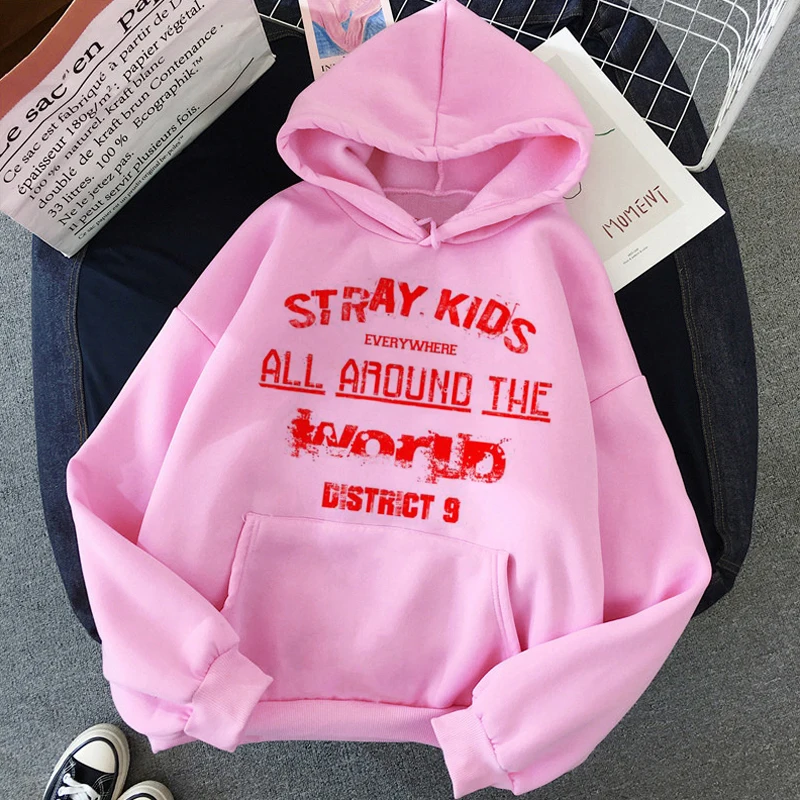 Le sac en papier
Ce sac est fabriqué à partir de D
épaisseur 180g/m²: papier végétal.
100 % naturel, kraft blanc
doublé de kraft brun Contenance.
33 litres. 100 % Ecographik.™
Ne le jetez pas.
peut servir plusieurs fois.
MOMENT
STRAY KIDS
EVERYWHERE
ALL AROUND THE
WORLD
DISTRICT 9